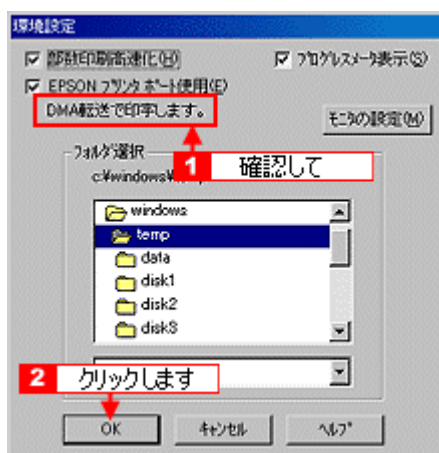 環境設定
部数印刷高速化(H)
プログレスメータ表示(S)
EPSON プリンタ ポート使用(E)
DMA転送で印字します。
モニタの設定(M)
フォルダ選択
1 確認して
c:¥windows¥
windows
temp
data
disk1
disk2
disk3
2 クリックします
OK
キャンセル
ヘルプ